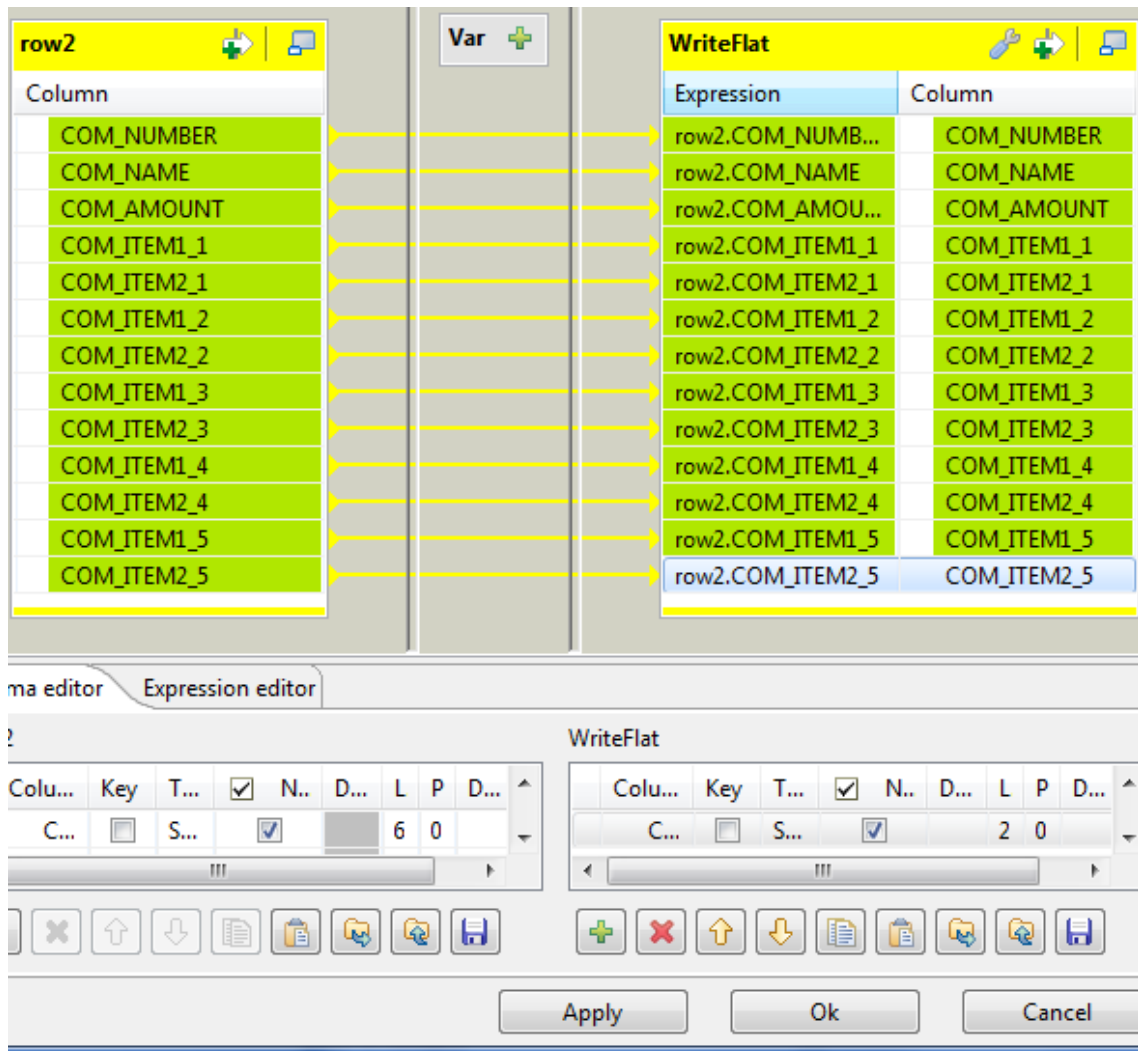 row2 Var WriteFlat
Column Expression Column
COM_NUMBER row2.COM_NUMB... COM_NUMBER
COM_NAME row2.COM_NAME COM_NAME
COM_AMOUNT row2.COM_AMOU... COM_AMOUNT
COM_ITEM1_1 row2.COM_ITEM1_1 COM_ITEM1_1
COM_ITEM2_1 row2.COM_ITEM2_1 COM_ITEM2_1
COM_ITEM1_2 row2.COM_ITEM1_2 COM_ITEM1_2
COM_ITEM2_2 row2.COM_ITEM2_2 COM_ITEM2_2
COM_ITEM1_3 row2.COM_ITEM1_3 COM_ITEM1_3
COM_ITEM2_3 row2.COM_ITEM2_3 COM_ITEM2_3
COM_ITEM1_4 row2.COM_ITEM1_4 COM_ITEM1_4
COM_ITEM2_4 row2.COM_ITEM2_4 COM_ITEM2_4
COM_ITEM1_5 row2.COM_ITEM1_5 COM_ITEM1_5
COM_ITEM2_5 row2.COM_ITEM2_5 COM_ITEM2_5
ma editor Expression editor
2 WriteFlat
Colu... Key T... N.. D... L P D... Colu... Key T... N.. D... L P D...
C... S... 6 0 C... S... 2 0
Apply Ok Cancel